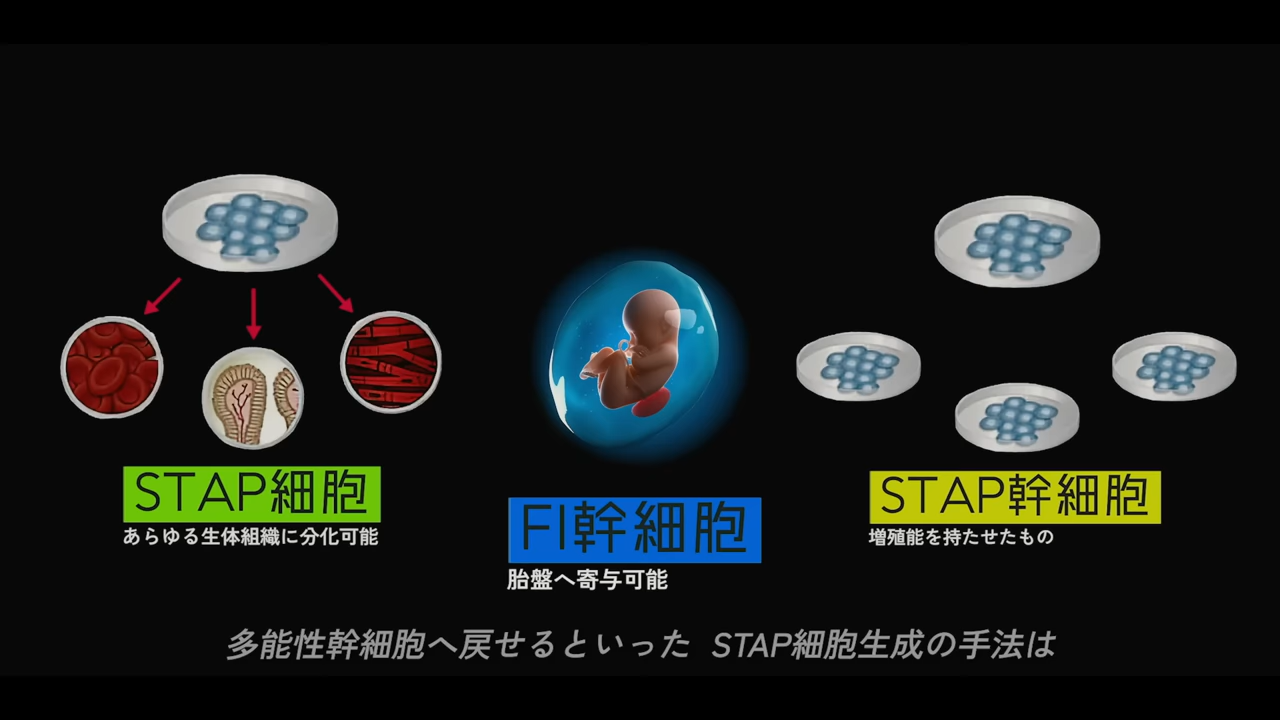 STAP細胞
あらゆる生体組織に分化可能
FI幹細胞
胎盤へ寄与可能
STAP幹細胞
増殖能を持たせたもの
多能性幹細胞へ戻せるといった STAP細胞生成の手法は